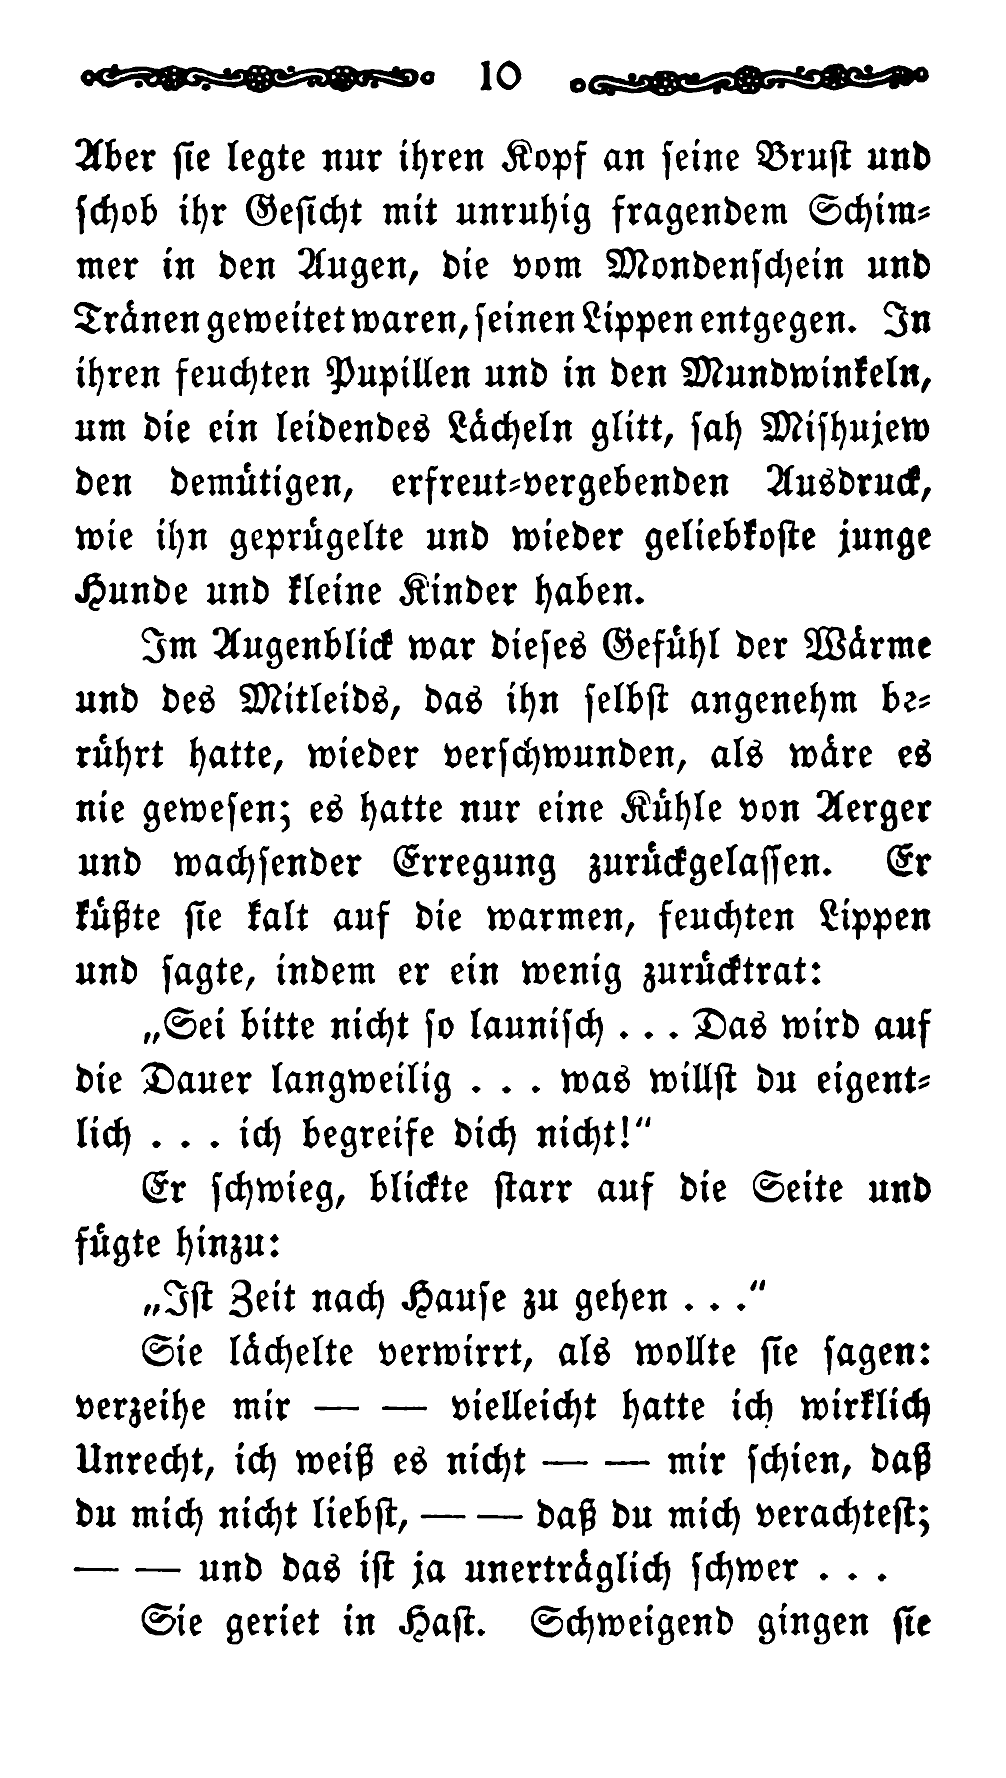 10
Aber sie legte nur ihren Kopf an seine Brust und
schob ihr Gesicht mit unruhig fragendem Schim-
mer in den Augen, die vom Mondenschein und
Tränen geweitet waren, seinen Lippen entgegen. In
ihren feuchten Pupillen und in den Mundwinkeln,
um die ein leidendes Lächeln glitt, sah Mishujew
den demütigen, erfreut-vergebenden Ausdruck,
wie ihn geprügelte und wieder geliebkoste junge
Hunde und kleine Kinder haben.
Im Augenblick war dieses Gefühl der Wärme
und des Mitleids, das ihn selbst angenehm be-
rührt hatte, wieder verschwunden, als wäre es
nie gewesen; es hatte nur eine Kühle von Aerger
und wachsender Erregung zurückgelassen. Er
küßte sie kalt auf die warmen, feuchten Lippen
und sagte, indem er ein wenig zurücktrat:
„Sei bitte nicht so launisch . . . Das wird auf
die Dauer langweilig . . . was willst du eigent-
lich . . . ich begreife dich nicht!“
Er schwieg, blickte starr auf die Seite und
fügte hinzu:
„Ist Zeit nach Hause zu gehen . . .“
Sie lächelte verwirrt, als wollte sie sagen:
verzeihe mir — — vielleicht hatte ich wirklich
Unrecht, ich weiß es nicht — — mir schien, daß
du mich nicht liebst, — — daß du mich verachtest;
— — und das ist ja unerträglich schwer . . .
Sie geriet in Hast. Schweigend gingen sie